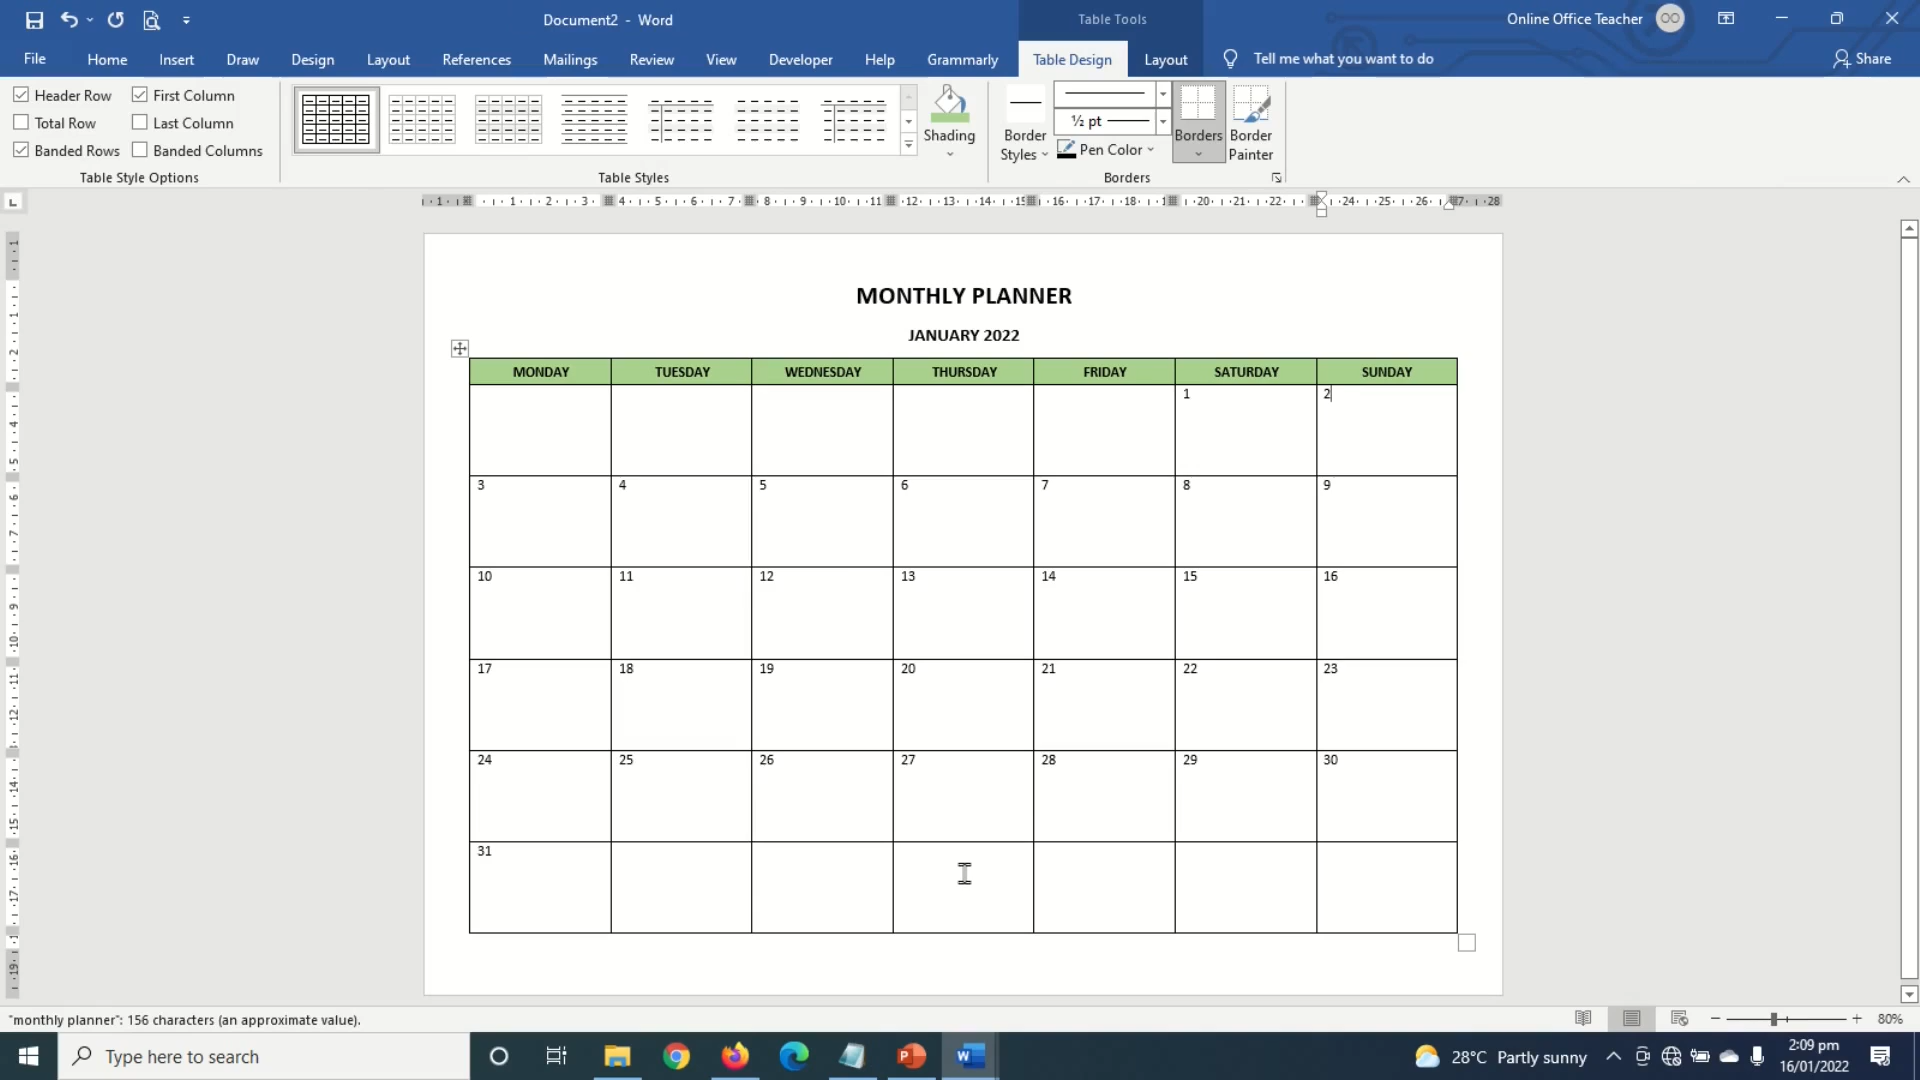 Document2 - Word
Table Tools
Online Office Teacher
OO
File Home Insert Draw Design Layout References Mailings Review View Developer Help Grammarly Table Design Layout Tell me what you want to do Share
Header Row First Column
Total Row Last Column
Banded Rows Banded Columns
Table Style Options
Table Styles
Shading
Border Styles
½ pt
Pen Color
Borders
Border Painter
Borders
MONTHLY PLANNER
JANUARY 2022
MONDAY TUESDAY WEDNESDAY THURSDAY FRIDAY SATURDAY SUNDAY
1 2
3 4 5 6 7 8 9
10 11 12 13 14 15 16
17 18 19 20 21 22 23
24 25 26 27 28 29 30
31
"monthly planner": 156 characters (an approximate value).
80%
Type here to search
28°C Partly sunny
2:09 pm
16/01/2022